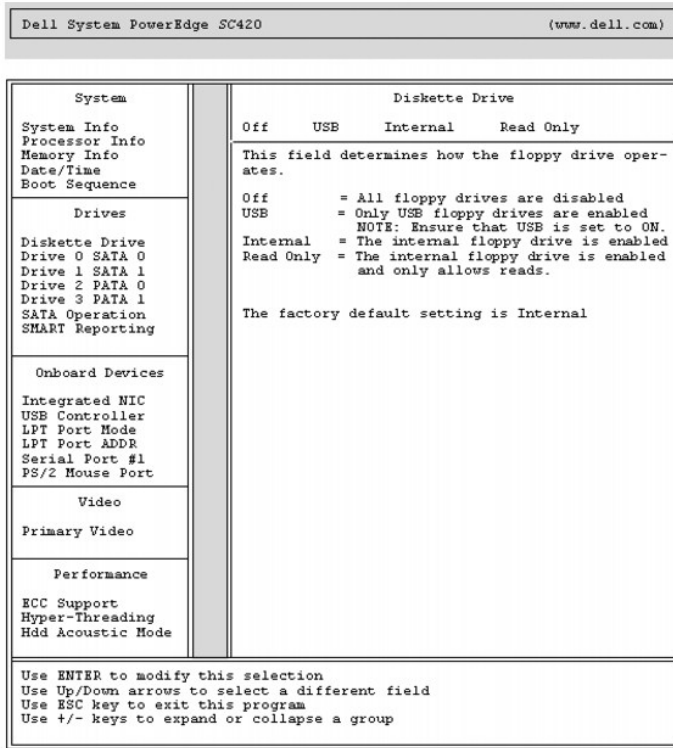 Dell System PowerEdge SC420 (www.dell.com)
System
System Info
Processor Info
Memory Info
Date/Time
Boot Sequence
Drives
Diskette Drive
Drive 0 SATA 0
Drive 1 SATA 1
Drive 2 PATA 0
Drive 3 PATA 1
SATA Operation
SMART Reporting
Onboard Devices
Integrated NIC
USB Controller
LPT Port Mode
LPT Port ADDR
Serial Port #1
PS/2 Mouse Port
Video
Primary Video
Performance
ECC Support
Hyper-Threading
Hdd Acoustic Mode
Diskette Drive
Off USB Internal Read Only
This field determines how the floppy drive oper-
ates.
Off = All floppy drives are disabled
USB = Only USB floppy drives are enabled
NOTE: Ensure that USB is set to ON.
Internal = The internal floppy drive is enabled
Read Only = The internal floppy drive is enabled
and only allows reads.
The factory default setting is Internal
Use ENTER to modify this selection
Use Up/Down arrows to select a different field
Use ESC key to exit this program
Use +/- keys to expand or collapse a group